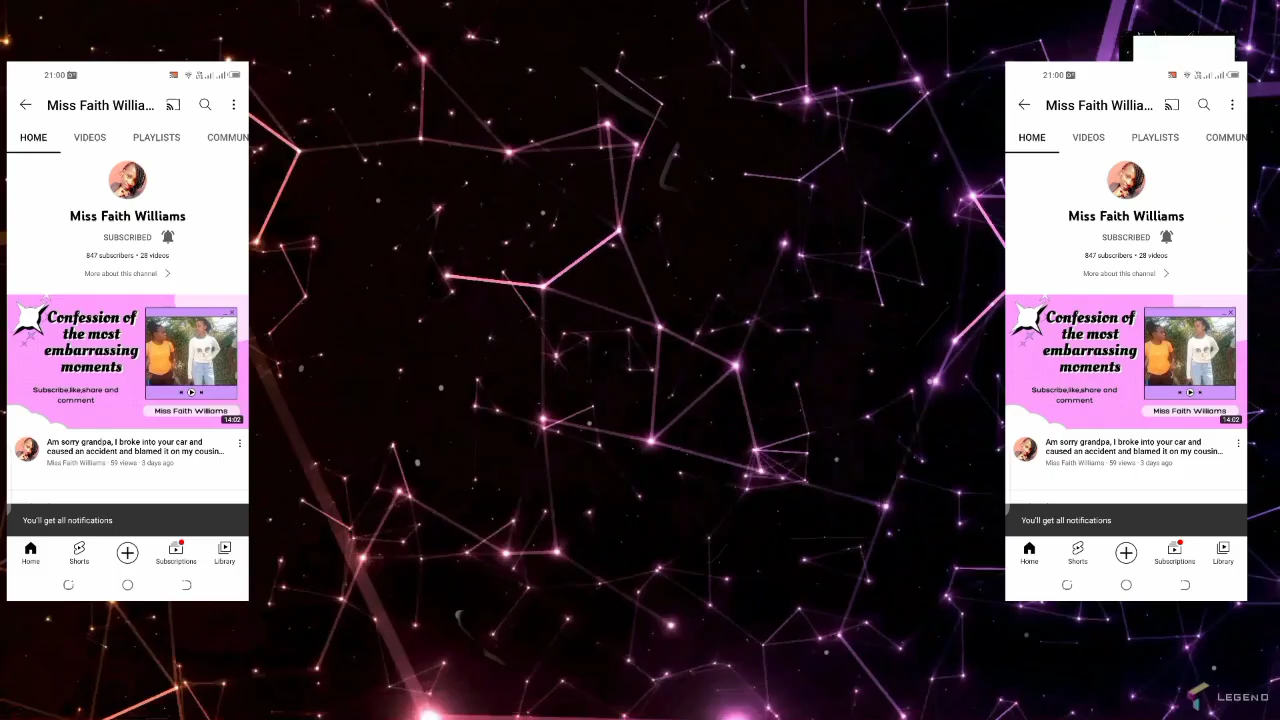 21:00
Miss Faith Willia...
HOME VIDEOS PLAYLISTS COMMUN
Miss Faith Williams
SUBSCRIBED
847 subscribers • 28 videos
More about this channel
Confession of
the most
embarrassing
moments
Subscribe,like,share and
comment
Miss Faith Williams
14:02
Am sorry grandpa, I broke into your car and
caused an accident and blamed it on my cousin...
Miss Faith Williams · 59 views · 3 days ago
You'll get all notifications
Home Shorts Subscriptions Library
21:00
Miss Faith Willia...
HOME VIDEOS PLAYLISTS COMMUN
Miss Faith Williams
SUBSCRIBED
847 subscribers • 28 videos
More about this channel
Confession of
the most
embarrassing
moments
Subscribe,like,share and
comment
Miss Faith Williams
14:02
Am sorry grandpa, I broke into your car and
caused an accident and blamed it on my cousin...
Miss Faith Williams · 59 views · 3 days ago
You'll get all notifications
Home Shorts Subscriptions Library
LEGEND